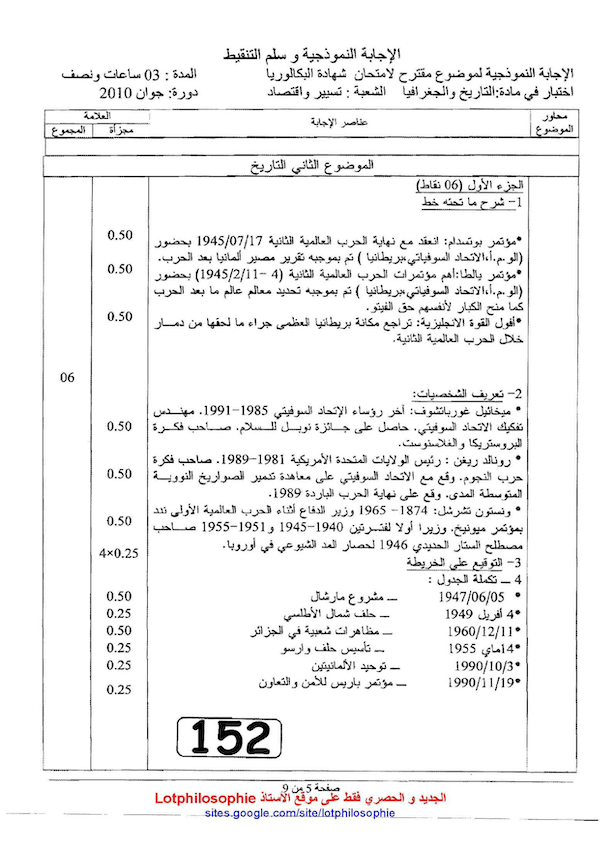 الإجابة النموذجية و سلم التنقيط
الإجابة النموذجية لموضوع مقترح لامتحان شهادة البكالوريا المدة : 03 ساعات ونصف
اختبار في مادة:التاريخ والجغرافيا الشعبة : تسيير واقتصاد دورة: جوان 2010
محاور الموضوع
عناصر الإجابة
العلامة
مجزأة
المجموع
الموضوع الثاني التاريخ
الجزء الأول (06 نقاط)
1- شرح ما تحته خط
•مؤتمر بوتسدام: انعقد مع نهاية الحرب العالمية الثانية 1945/07/17 بحضور 0.50
(الو.م.أ،الاتحاد السوفياتي،بريطانيا ) تم بموجبه تقرير مصير ألمانيا بعد الحرب.
•مؤتمر يالطا:أهم مؤتمرات الحرب العالمية الثانية (4 -1945/2/11) بحضور 0.50
(الو.م.أ،الاتحاد السوفياتي،بريطانيا ) تم بموجبه تحديد معالم عالم ما بعد الحرب
كما منح الكبار لأنفسهم حق الفيتو.
•أفول القوة الانجليزية: تراجع مكانة بريطانيا العظمى جراء ما لحقها من دمار 0.50
خلال الحرب العالمية الثانية.
06
2- تعريف الشخصيات:
• ميخائيل غورباتشوف: أخر رؤساء الإتحاد السوفيتي 1985-1991. مهندس
تفكيك الاتحاد السوفيتي. حاصل على جائزة نوبل للسلام. صاحب فكرة 0.50
البروستريكا والغلاسنوست.
• رونالد ريغن : رئيس الولايات المتحدة الأمريكية 1981-1989. صاحب فكرة
حرب النجوم. وقع مع الاتحاد السوفيتي على معاهدة تدمير الصواريخ النووية 0.50
المتوسطة المدى. وقع على نهاية الحرب الباردة 1989.
• ونستون تشرشل: 1874- 1965 وزير الدفاع أثناء الحرب العالمية الأولى ندد
بمؤتمر ميونيخ. وزيرا أولا لفترتين 1940-1945 و1951-1955 صاحب 0.50
مصطلح الستار الحديدي 1946 لحصار المد الشيوعي في أوروبا.
3- التوقيع على الخريطة 4×0.25
4 – تكملة الجدول :
• 1947/06/05 – مشروع مارشال 0.50
•4 أفريل 1949 – حلف شمال الأطلسي 0.25
•1960/12/11 – مظاهرات شعبية في الجزائر 0.50
•14ماي 1955 – تأسيس حلف وارسو 0.25
•1990/10/3 – توحيد الألمانيتين 0.25
•1990/11/19 – مؤتمر باريس للأمن والتعاون 0.25
152
صفحة 5 من 9
الجديد و الحصري فقط على موقع الأستاذ Lotphilosophie
sites.google.com/site/lotphilosophie